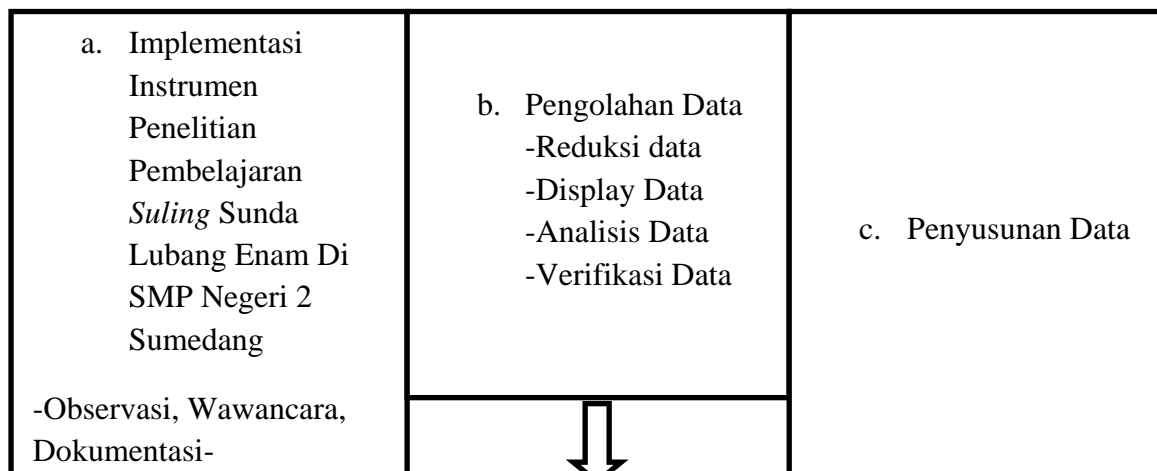 a. Implementasi
Instrumen
Penelitian
Pembelajaran
Suling Sunda
Lubang Enam Di
SMP Negeri 2
Sumedang
-Observasi, Wawancara,
Dokumentasi-
b. Pengolahan Data
-Reduksi data
-Display Data
-Analisis Data
-Verifikasi Data
c. Penyusunan Data